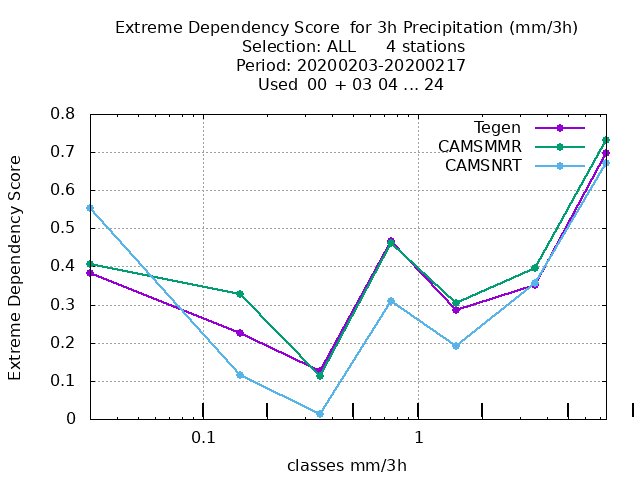 Extreme Dependency Score  for 3h Precipitation (mm/3h)
Selection: ALL      4 stations
Period: 20200203-20200217
Used  00  + 03 04 ... 24
Tegen
CAMSMMR
CAMSNRT
0.8
0.7
0.6
0.5
0.4
0.3
0.2
0.1
0
Extreme Dependency Score
0.1 1
classes mm/3h